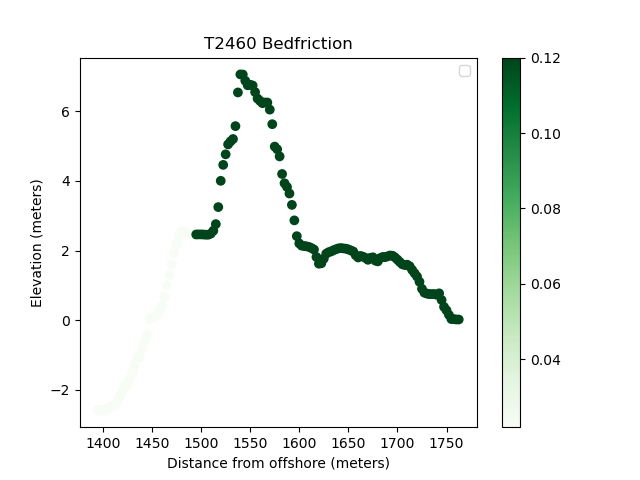 T2460 Bedfriction
Elevation (meters)
6
4
2
0
−2
1400 1450 1500 1550 1600 1650 1700 1750
Distance from offshore (meters)
0.12
0.10
0.08
0.06
0.04